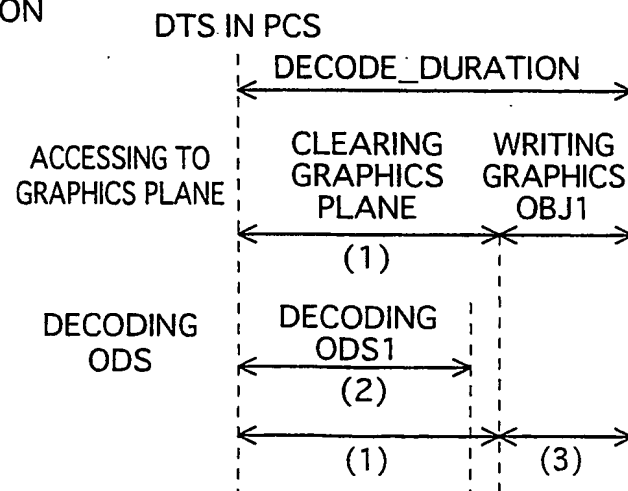 ON
DTS IN PCS
DECODE_DURATION
ACCESSING TO
GRAPHICS PLANE
CLEARING
GRAPHICS
PLANE
(1)
WRITING
GRAPHICS
OBJ1
DECODING
ODS
DECODING
ODS1
(2)
(1)
(3)